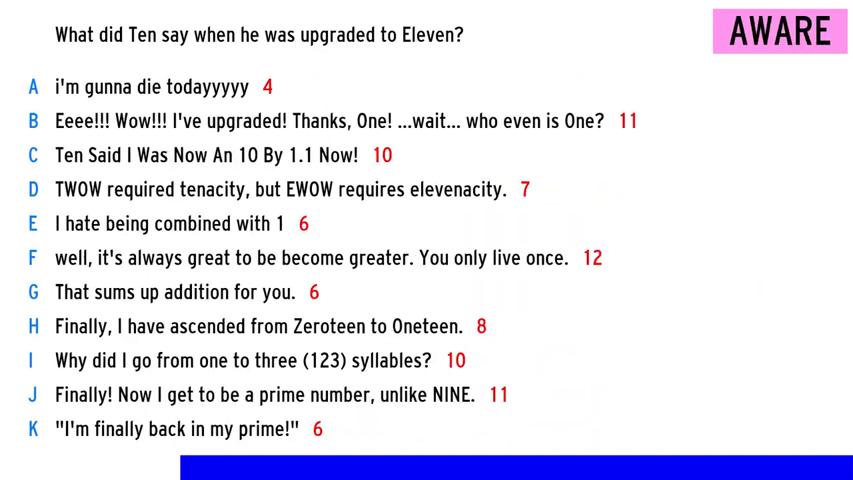 What did Ten say when he was upgraded to Eleven?
AWARE
A i'm gunna die todayyyyy 4
B Eeee!!! Wow!!! I've upgraded! Thanks, One! ...wait... who even is One? 11
C Ten Said I Was Now An 10 By 1.1 Now! 10
D TWOW required tenacity, but EWOW requires elevenacity. 7
E I hate being combined with 1 6
F well, it's always great to be become greater. You only live once. 12
G That sums up addition for you. 6
H Finally, I have ascended from Zeroteen to Oneteen. 8
I Why did I go from one to three (123) syllables? 10
J Finally! Now I get to be a prime number, unlike NINE. 11
K "I'm finally back in my prime!" 6